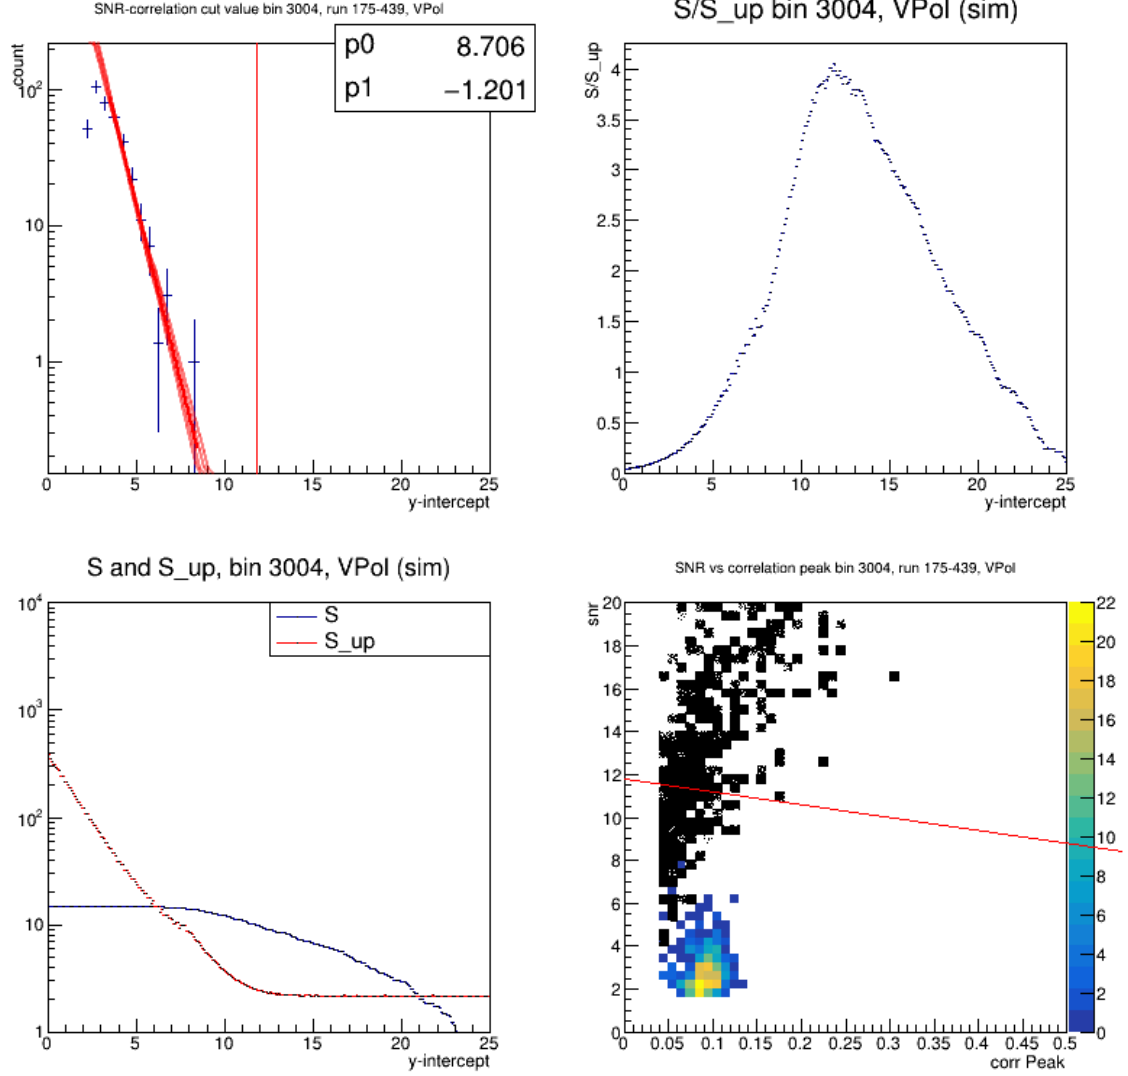 SNR-correlation cut value bin 3004, run 175-439, VPol
count
p0 8.706
p1 −1.201
10²
10
1
0 5 10 15 20 25
y-intercept
S/S_up bin 3004, VPol (sim)
S/S_up
4
3.5
3
2.5
2
1.5
1
0.5
0
0 5 10 15 20 25
y-intercept
S and S_up, bin 3004, VPol (sim)
S
S_up
10⁴
10³
10²
10
1
0 5 10 15 20 25
y-intercept
SNR vs correlation peak bin 3004, run 175-439, VPol
snr
20
18
16
14
12
10
8
6
4
2
0
0 0.05 0.1 0.15 0.2 0.25 0.3 0.35 0.4 0.45 0.5
corr Peak
22
20
18
16
14
12
10
8
6
4
2
0